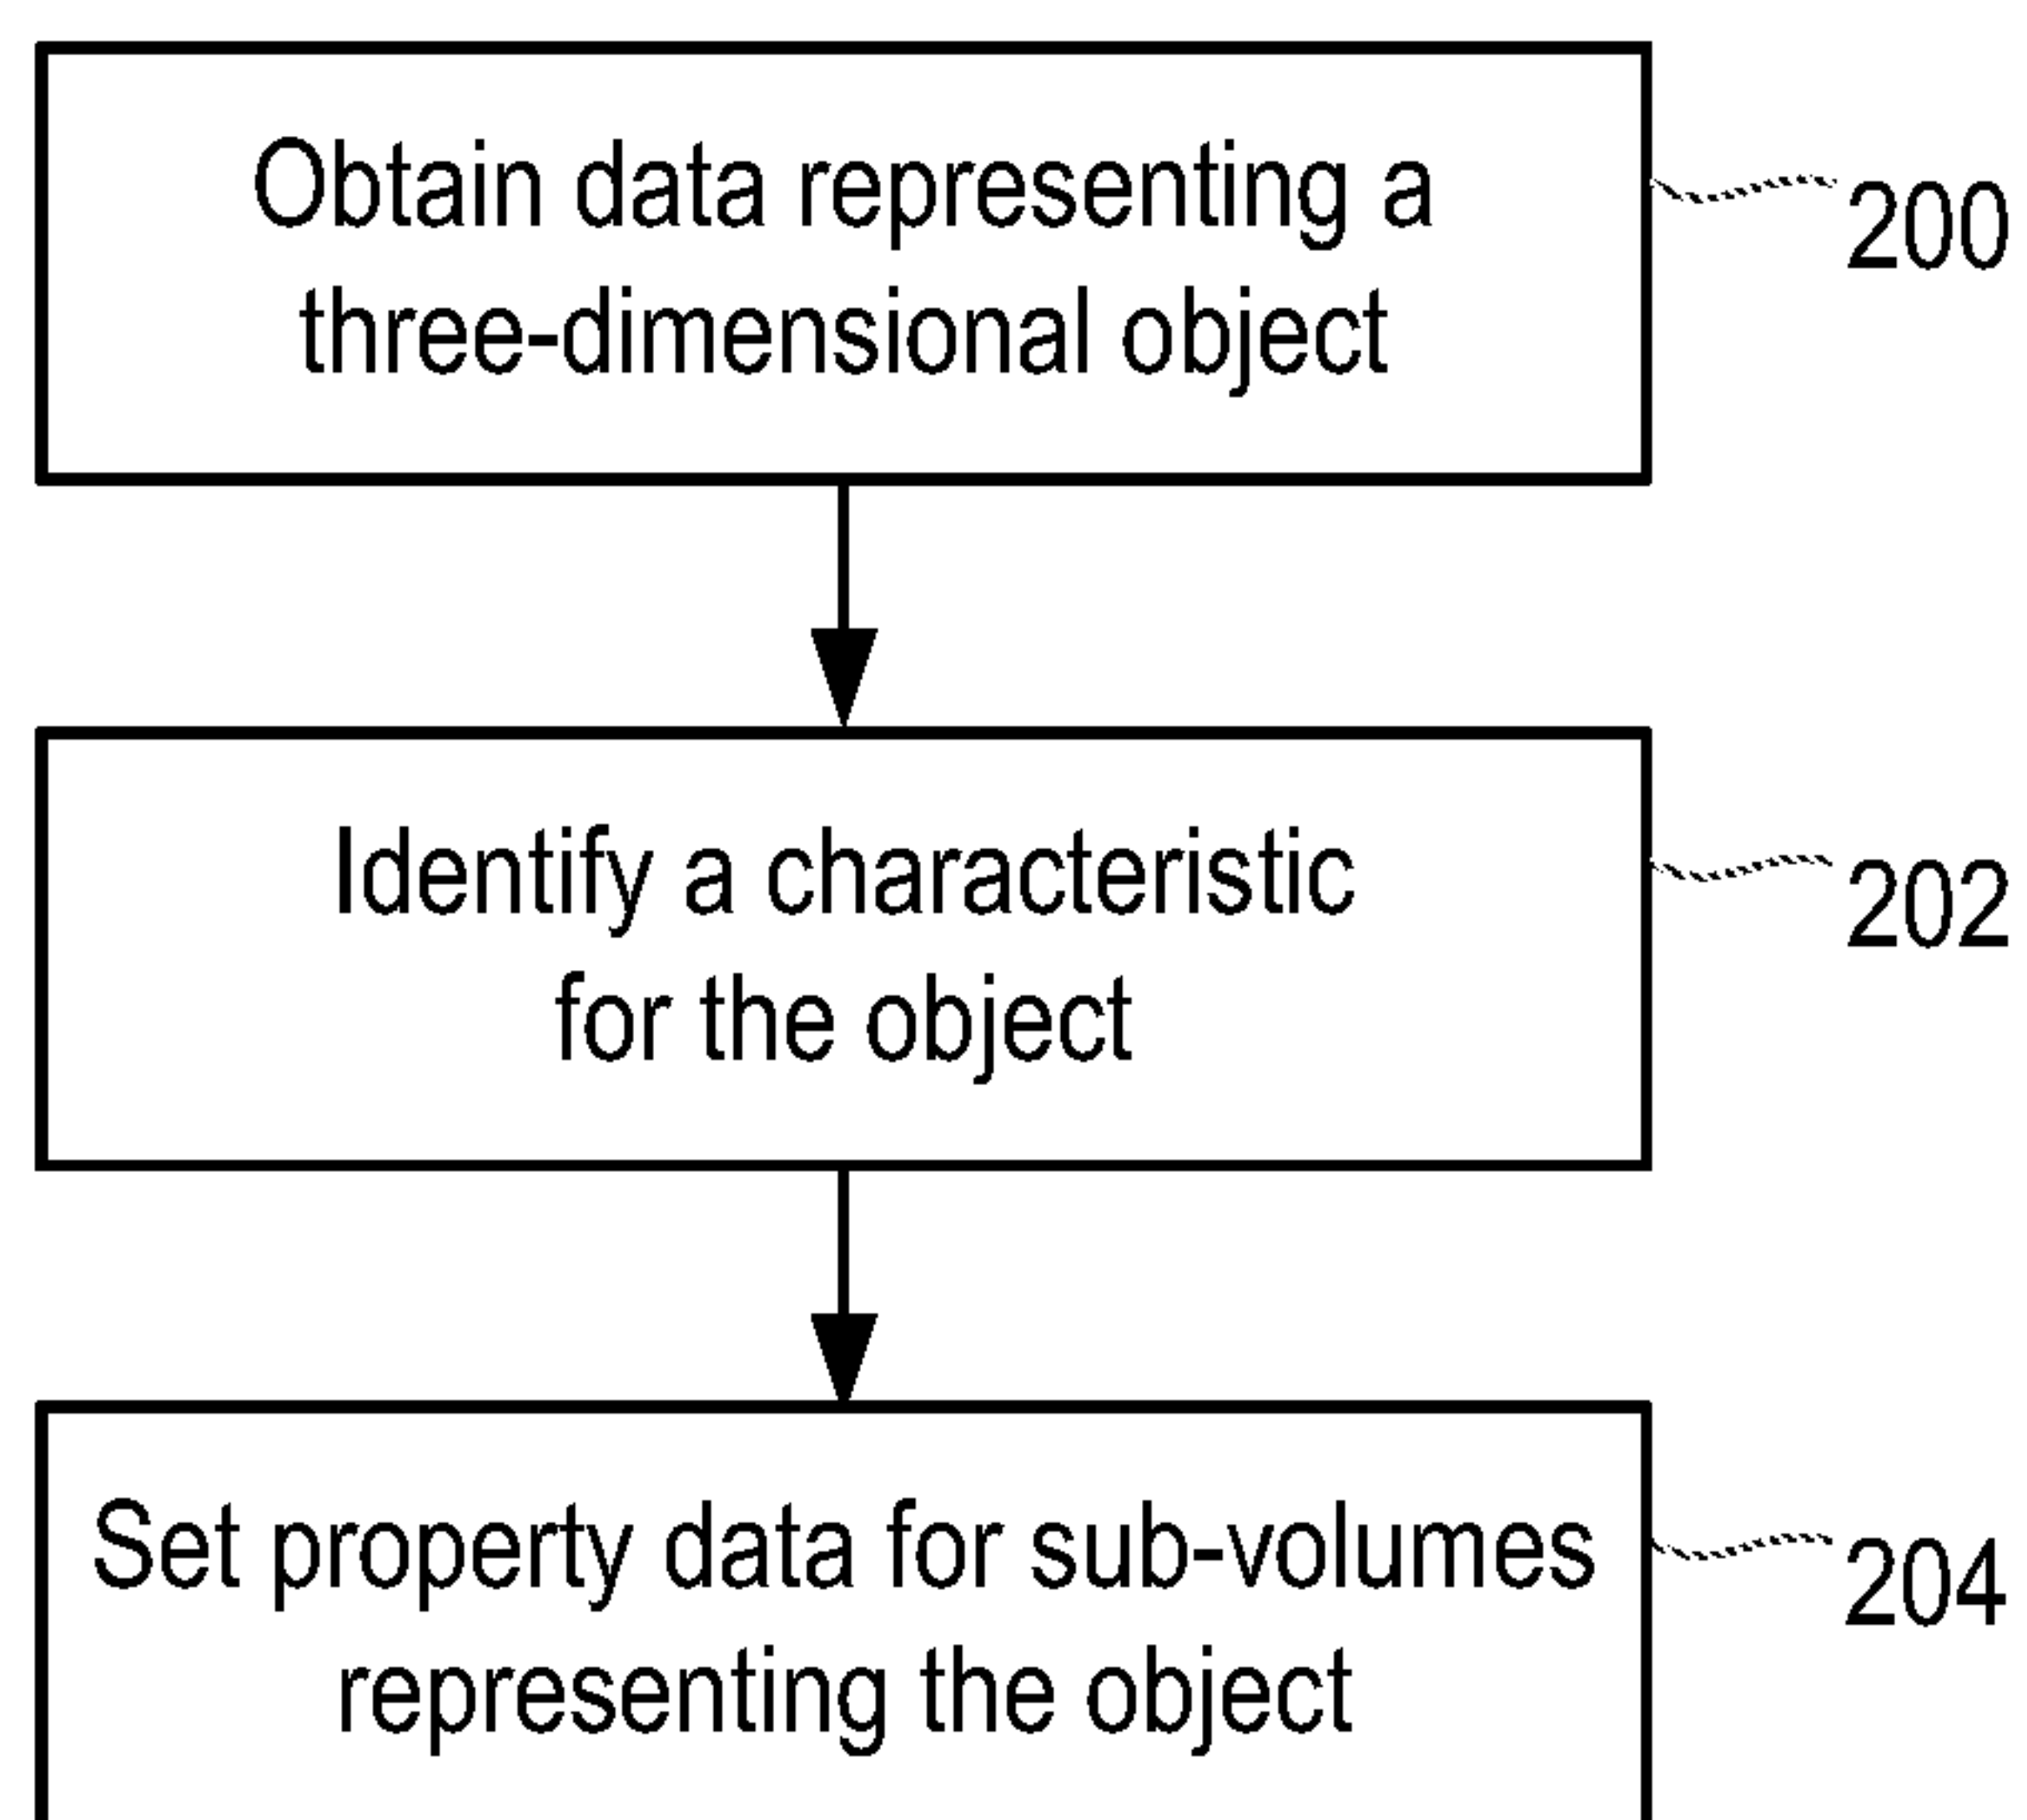 Obtain data representing a
three-dimensional object
200
Identify a characteristic
for the object
202
Set property data for sub-volumes
representing the object
204